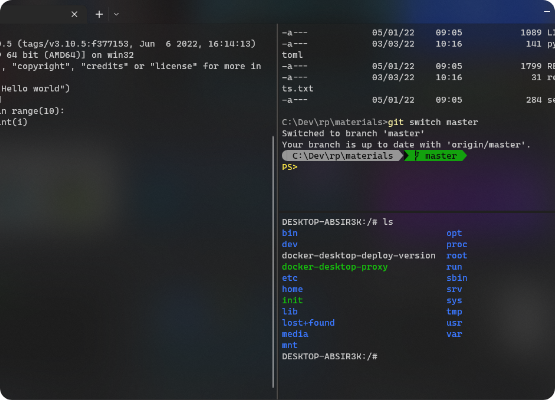 0.5 (tags/v3.10.5:f377153, Jun  6 2022, 16:14:13)
64 bit (AMD64)] on win32
, "copyright", "credits" or "license" for more in
Hello world")
n range(10):
nt(i)
-a---          05/01/22    09:05           1089 LI
-a---          03/03/22    10:16            141 py
toml
-a---          05/01/22    09:05           1799 RE
-a---          03/03/22    10:16             31 re
ts.txt
-a---          05/01/22    09:05            284 se
C:\Dev\rp\materials>git switch master
Switched to branch 'master'
Your branch is up to date with 'origin/master'.
C:\Dev\rp\materials master
PS>
DESKTOP-ABSIR3K:/# ls
bin opt
dev proc
docker-desktop-deploy-version root
docker-desktop-proxy run
etc sbin
home srv
init sys
lib tmp
lost+found usr
media var
mnt
DESKTOP-ABSIR3K:/#